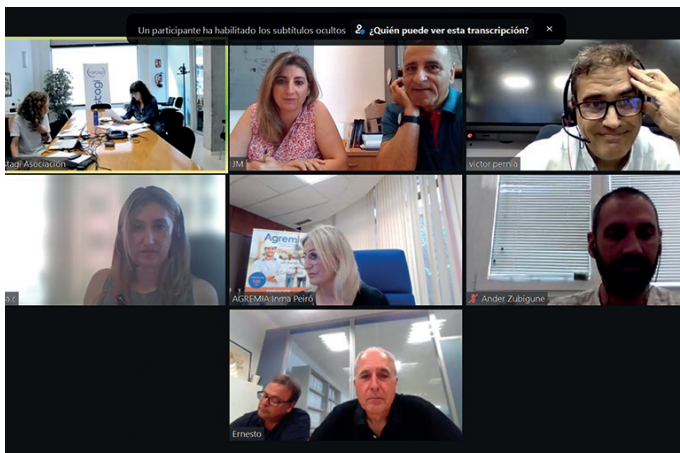 Un participante ha habilitado los subtítulos ocultos ¿Quién puede ver esta transcripción? ×
stagi Asociación
JM
victor pernía
a.c
Agremia
AGREMIA Inma Peiró
Ander Zubigune
Ernesto